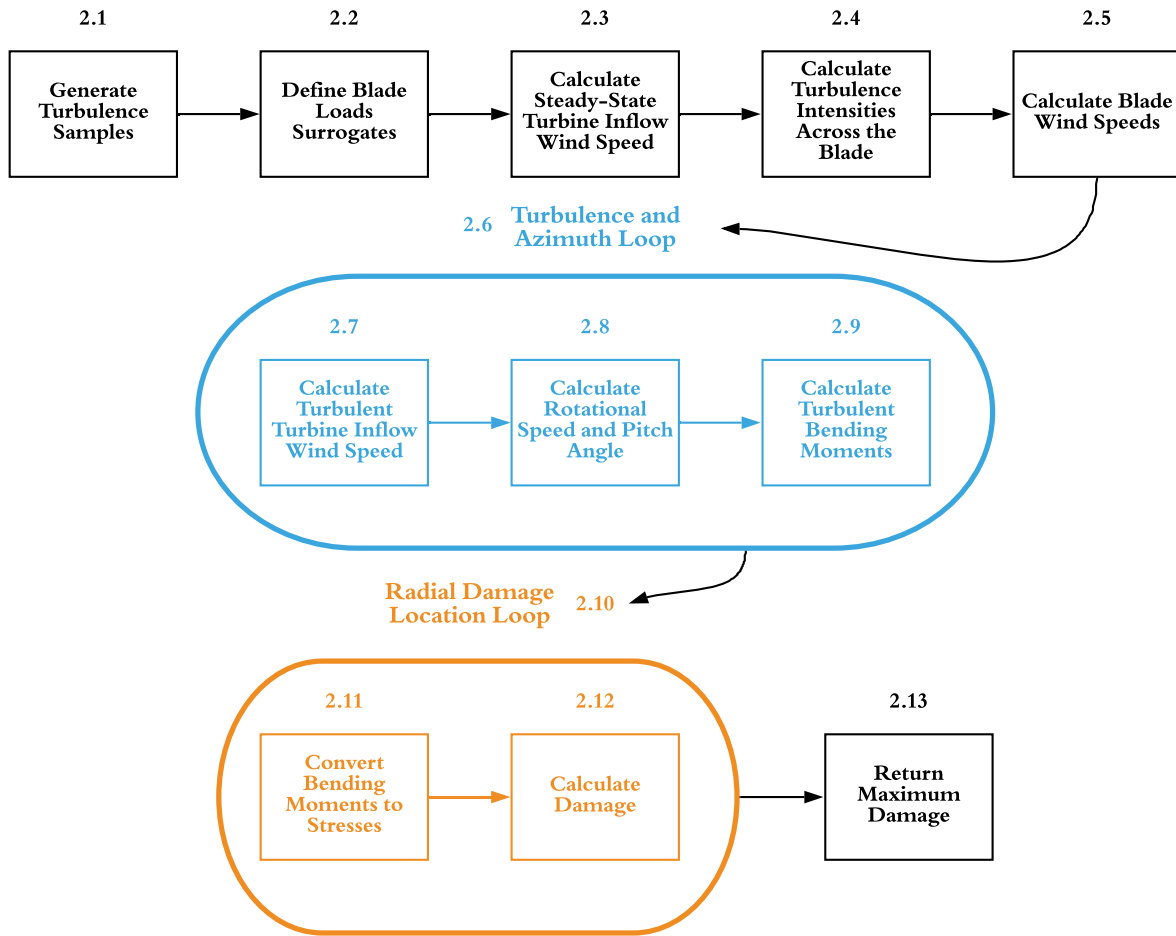 2.1
2.2
2.3
2.4
2.5
Generate
Turbulence
Samples
Define Blade
Loads
Surrogates
Calculate
Steady-State
Turbine Inflow
Wind Speed
Calculate
Turbulence
Intensities
Across the
Blade
Calculate Blade
Wind Speeds
2.6
Turbulence and
Azimuth Loop
2.7
2.8
2.9
Calculate
Turbulent
Turbine Inflow
Wind Speed
Calculate
Rotational
Speed and Pitch
Angle
Calculate
Turbulent
Bending
Moments
Radial Damage
Location Loop
2.10
2.11
2.12
2.13
Convert
Bending
Moments to
Stresses
Calculate
Damage
Return
Maximum
Damage